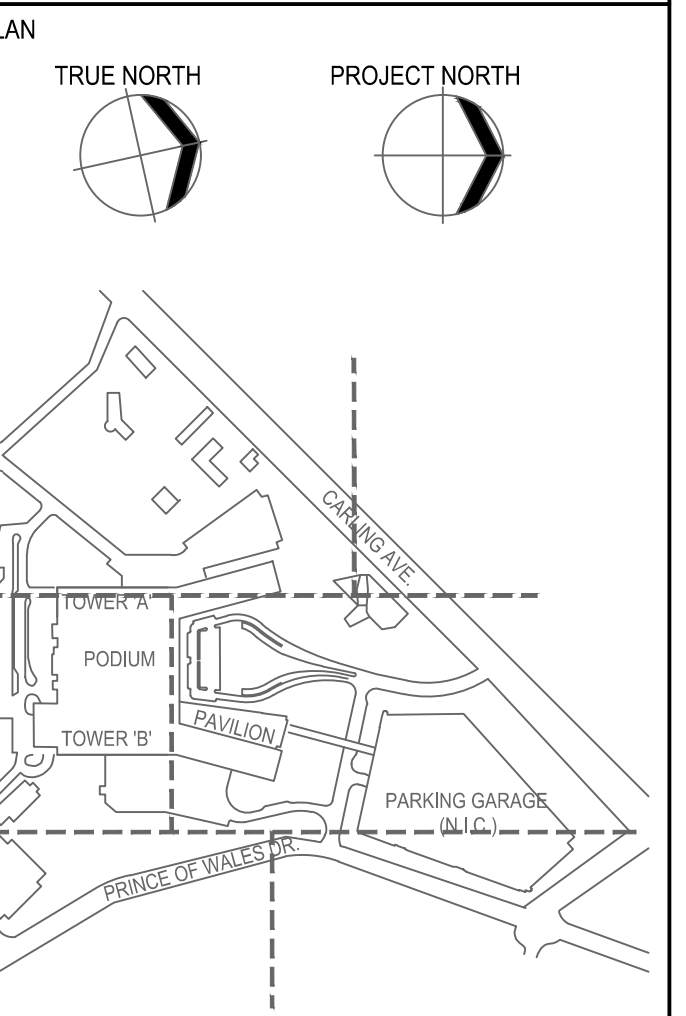 LAN
TRUE NORTH
PROJECT NORTH
CARLING AVE.
TOWER 'A'
PODIUM
PAVILION
TOWER 'B'
PARKING GARAGE
(N.I.C.)
PRINCE OF WALES DR.